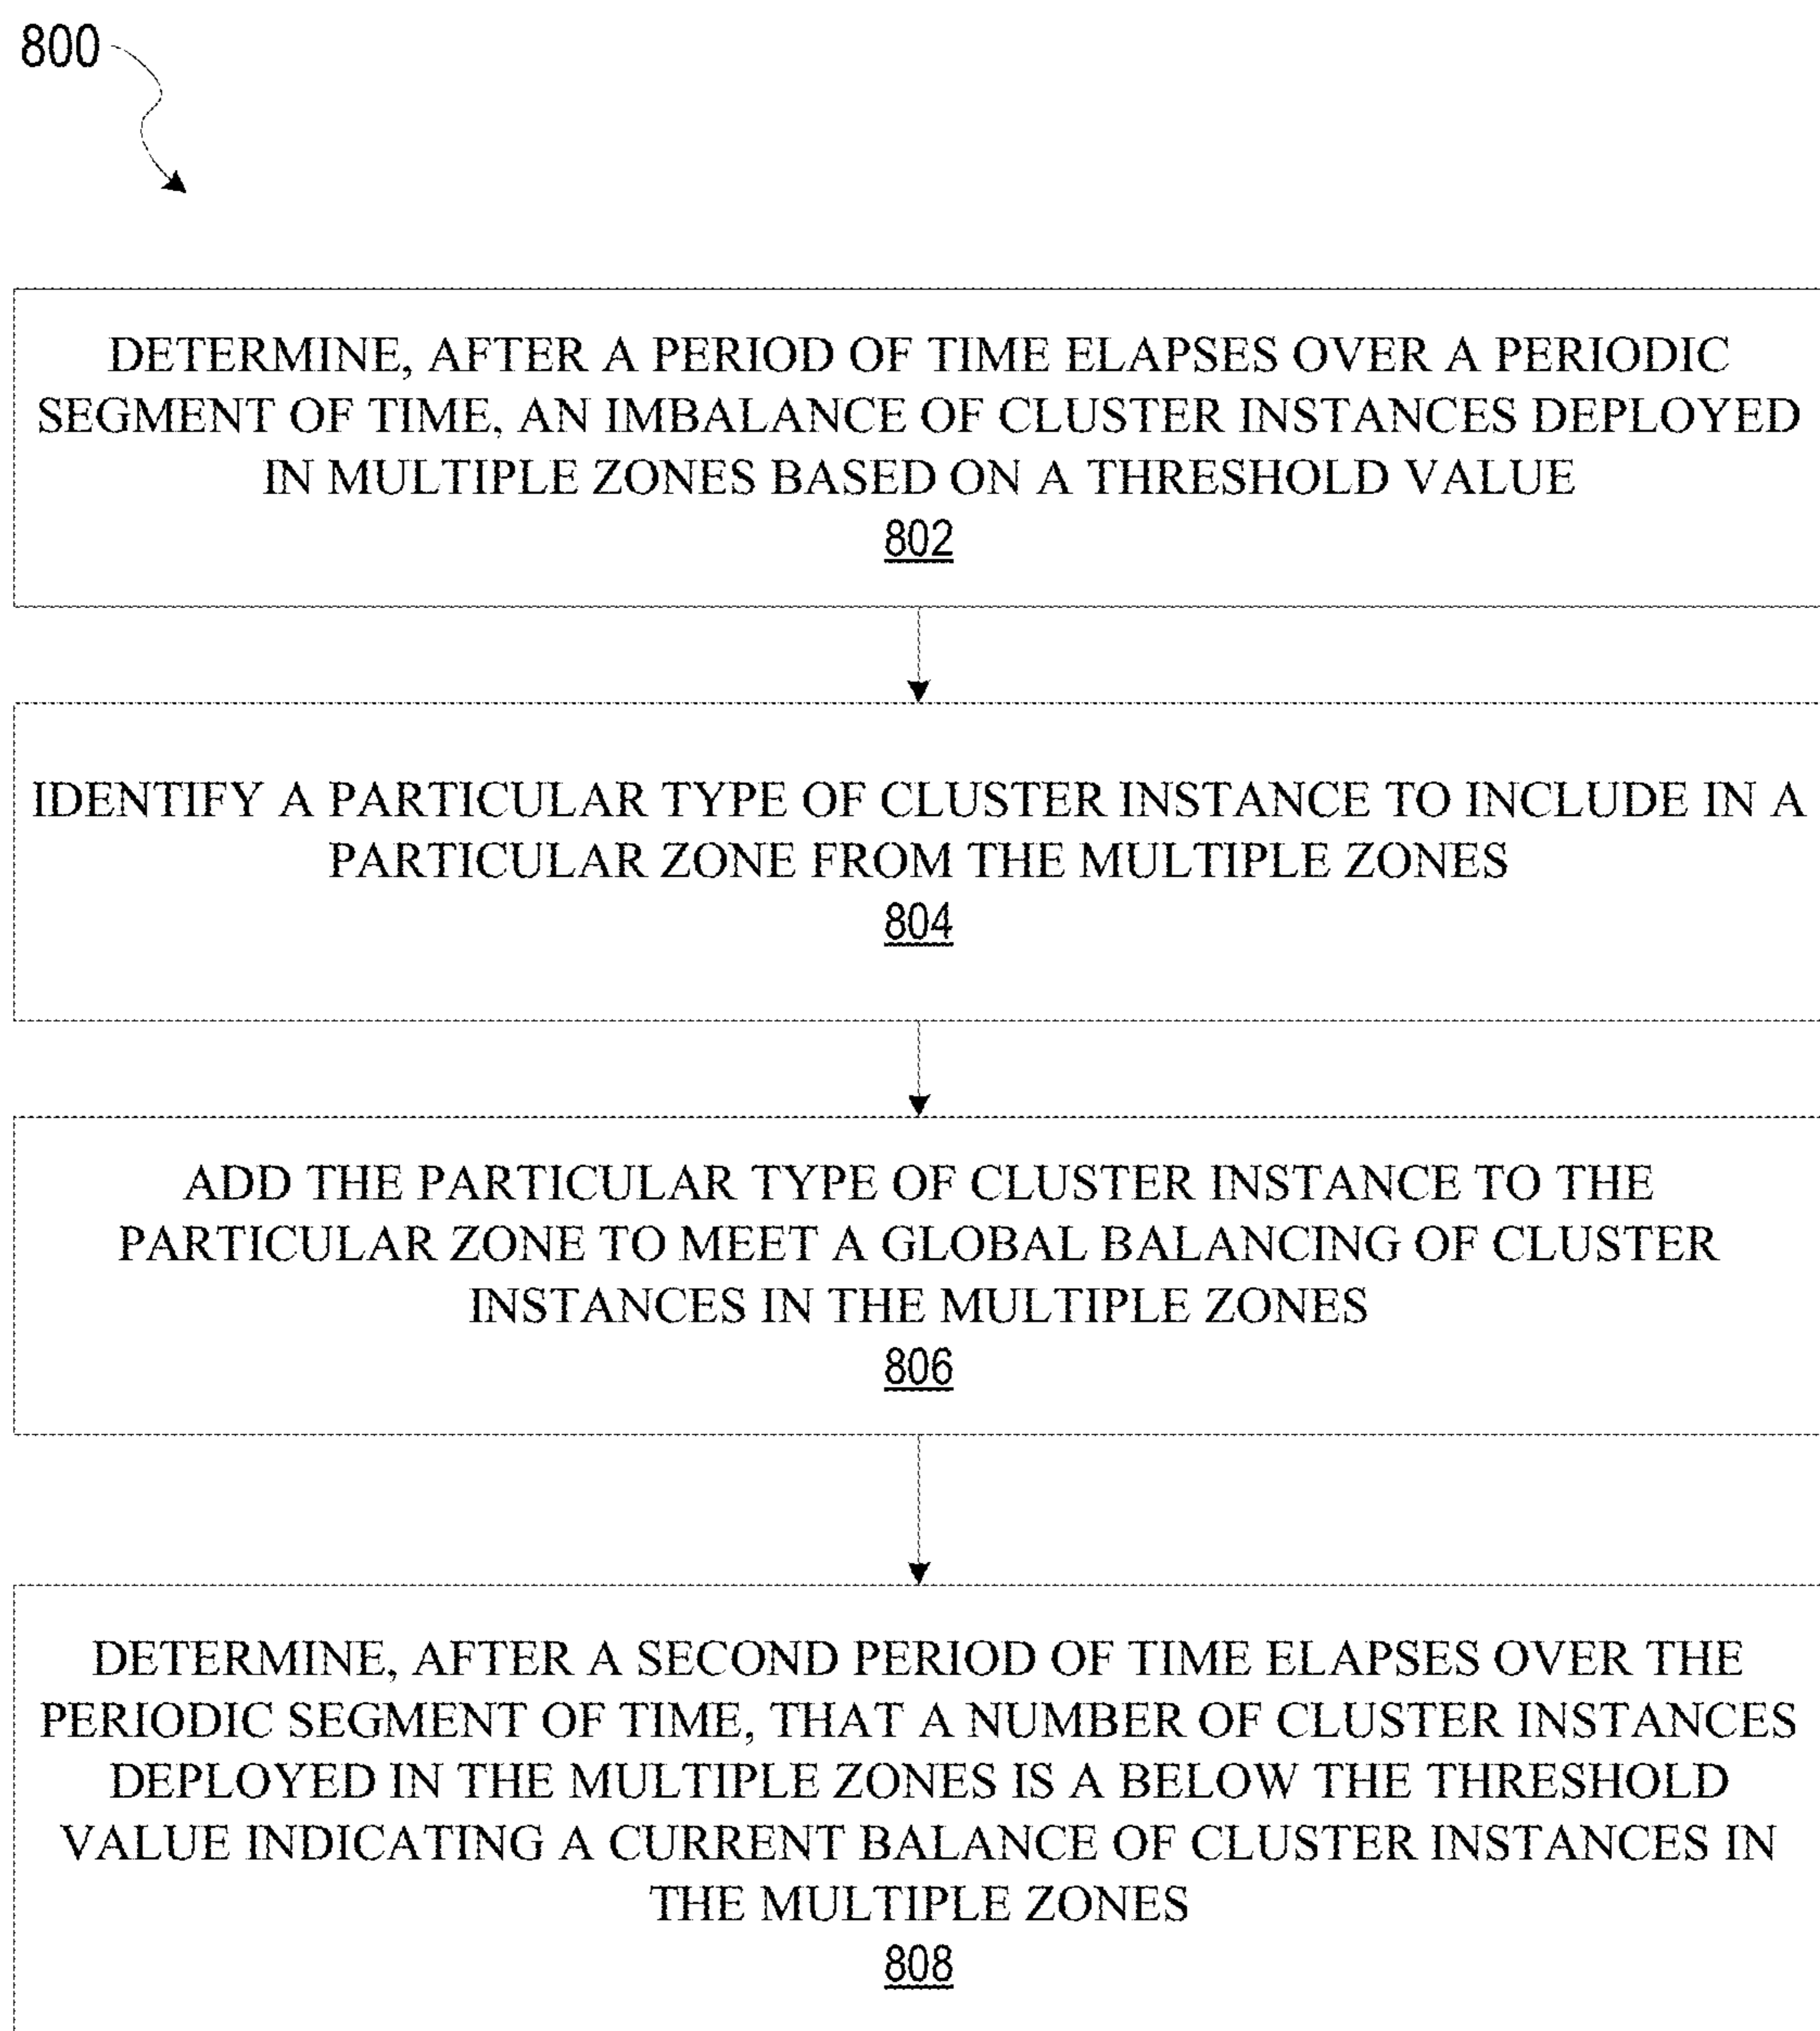 800
DETERMINE, AFTER A PERIOD OF TIME ELAPSES OVER A PERIODIC
SEGMENT OF TIME, AN IMBALANCE OF CLUSTER INSTANCES DEPLOYED
IN MULTIPLE ZONES BASED ON A THRESHOLD VALUE
802
IDENTIFY A PARTICULAR TYPE OF CLUSTER INSTANCE TO INCLUDE IN A
PARTICULAR ZONE FROM THE MULTIPLE ZONES
804
ADD THE PARTICULAR TYPE OF CLUSTER INSTANCE TO THE
PARTICULAR ZONE TO MEET A GLOBAL BALANCING OF CLUSTER
INSTANCES IN THE MULTIPLE ZONES
806
DETERMINE, AFTER A SECOND PERIOD OF TIME ELAPSES OVER THE
PERIODIC SEGMENT OF TIME, THAT A NUMBER OF CLUSTER INSTANCES
DEPLOYED IN THE MULTIPLE ZONES IS A BELOW THE THRESHOLD
VALUE INDICATING A CURRENT BALANCE OF CLUSTER INSTANCES IN
THE MULTIPLE ZONES
808